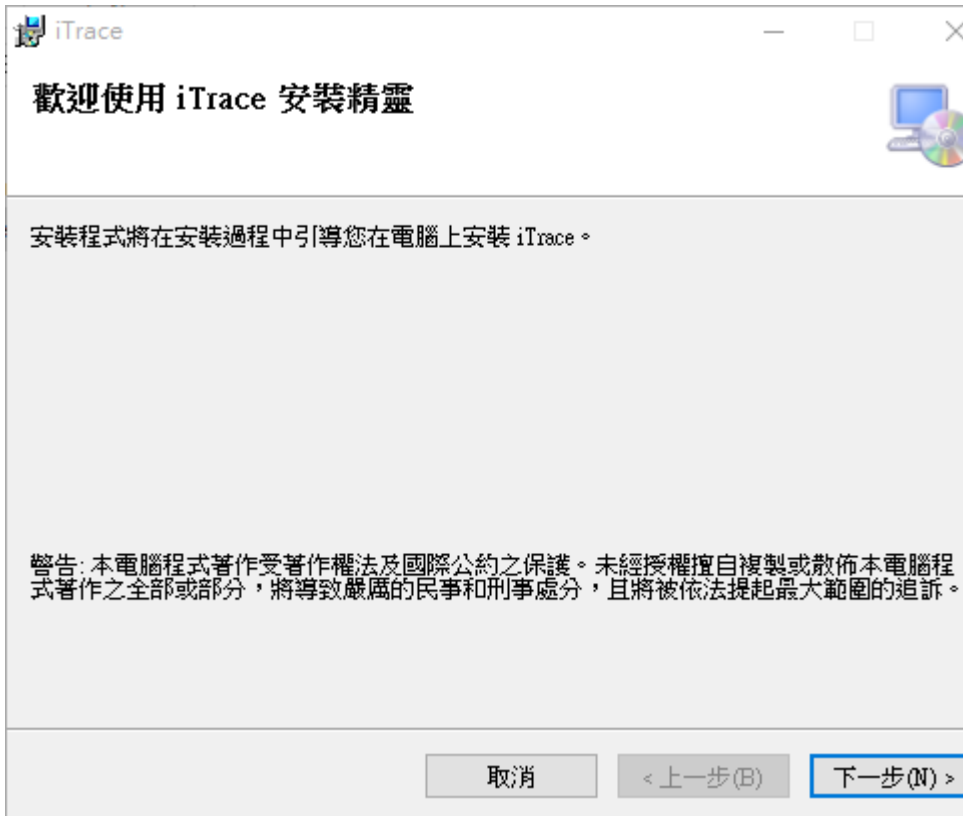 iTrace
歡迎使用 iTrace 安裝精靈
安裝程式將在安裝過程中引導您在電腦上安裝 iTrace。
警告: 本電腦程式著作受著作權法及國際公約之保護。未經授權擅自複製或散佈本電腦程
式著作之全部或部分，將導致嚴厲的民事和刑事處分，且將被依法提起最大範圍的追訴。
取消
<上一步(B)
下一步(N) >